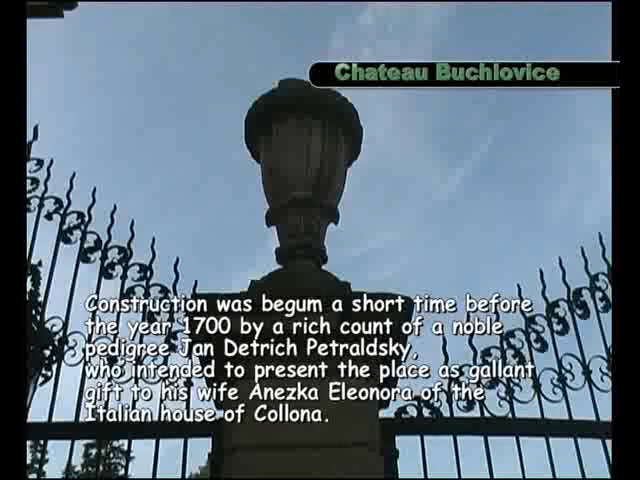 Chateau Buchlovice
Construction was begum a short time before
the year 1700 by a rich count of a noble
pedigree Jan Detrich Petraldsky,
who intended to present the place as gallant
gift to his wife Anezka Eleonora of the
Italian house of Collona.